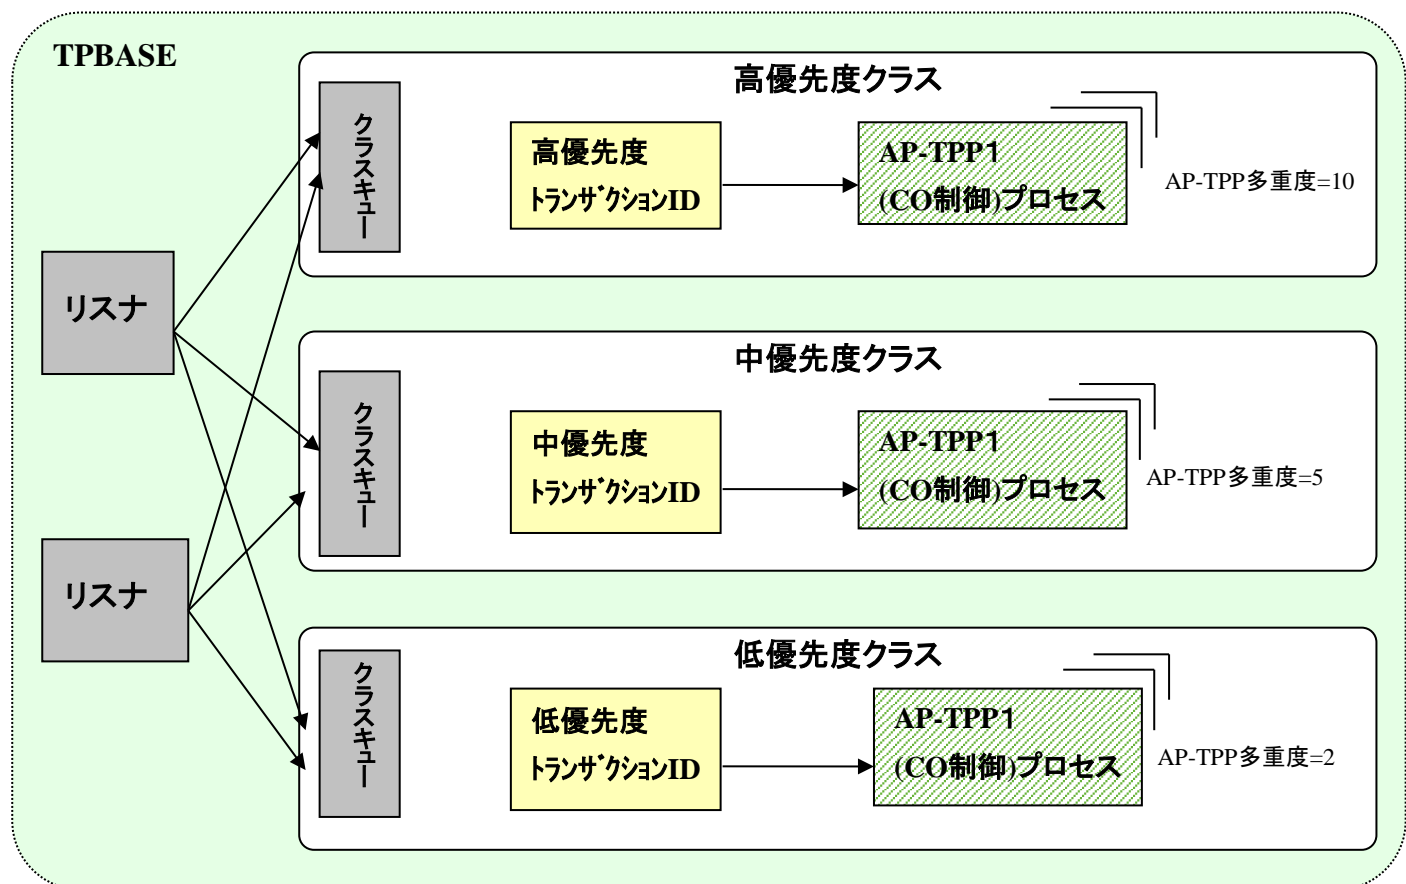 TPBASE
高優先度クラス
クラスキュー
高優先度
トランザクションID
AP-TPP1
(CO制御)プロセス
AP-TPP多重度=10
リスナ
中優先度クラス
クラスキュー
中優先度
トランザクションID
AP-TPP1
(CO制御)プロセス
AP-TPP多重度=5
リスナ
低優先度クラス
クラスキュー
低優先度
トランザクションID
AP-TPP1
(CO制御)プロセス
AP-TPP多重度=2